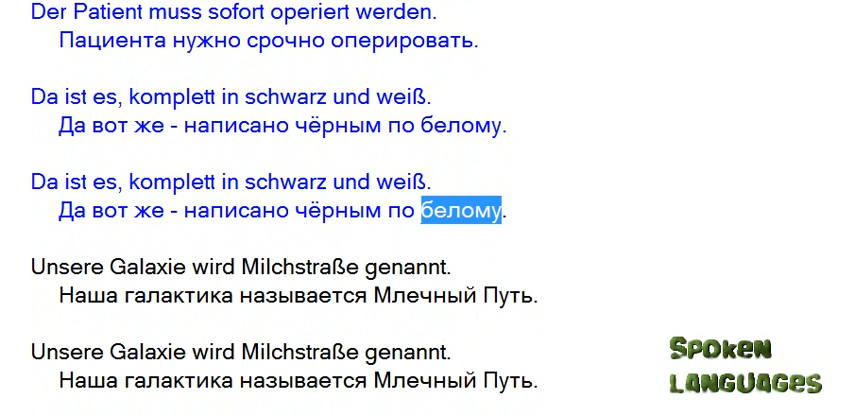 Der Patient muss sofort operiert werden.
Пациента нужно срочно оперировать.
Da ist es, komplett in schwarz und weiß.
Да вот же - написано чёрным по белому.
Da ist es, komplett in schwarz und weiß.
Да вот же - написано чёрным по белому.
Unsere Galaxie wird Milchstraße genannt.
Наша галактика называется Млечный Путь.
Unsere Galaxie wird Milchstraße genannt.
Наша галактика называется Млечный Путь.
Spoken
Languages